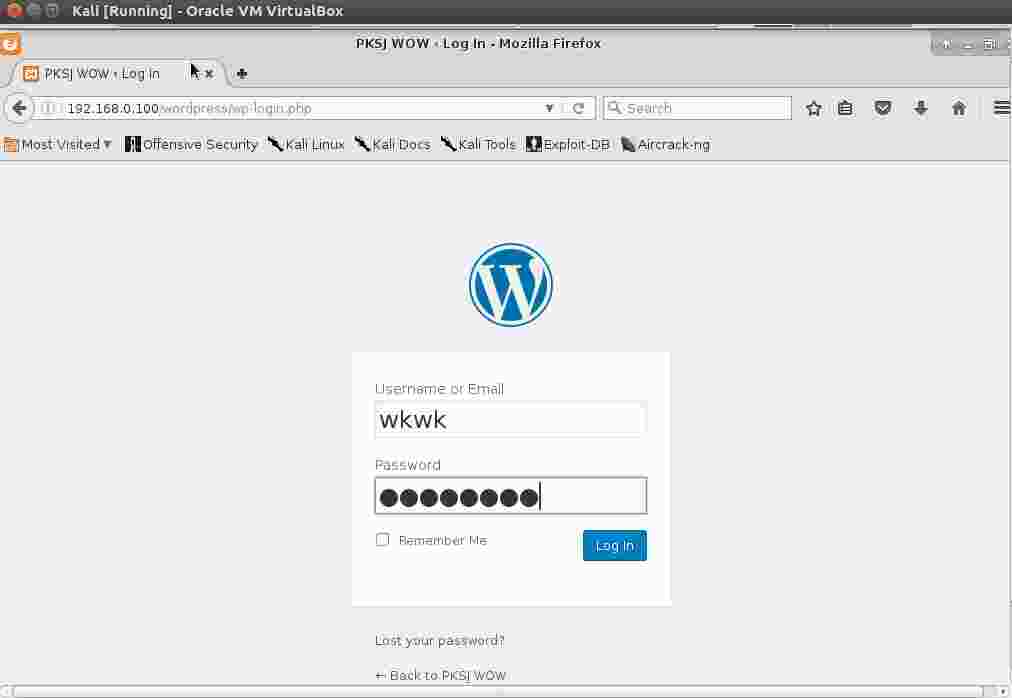 Kali [Running] - Oracle VM VirtualBox
PKSJ WOW ‹ Log In - Mozilla Firefox
PKSJ WOW ‹ Log In
192.168.0.100/wordpress/wp-login.php
Search
Most Visited
Offensive Security
Kali Linux
Kali Docs
Kali Tools
Exploit-DB
Aircrack-ng
Username or Email
wkwk
Password
Remember Me
Log In
Lost your password?
← Back to PKSJ WOW